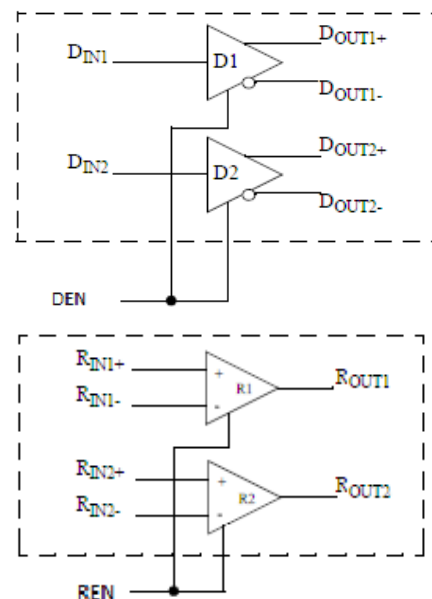 DIN1
D1
DOUT1+
DOUT1-
DIN2
D2
DOUT2+
DOUT2-
DEN
RIN1+
RIN1-
+
-
R1
ROUT1
RIN2+
RIN2-
+
-
R2
ROUT2
REN